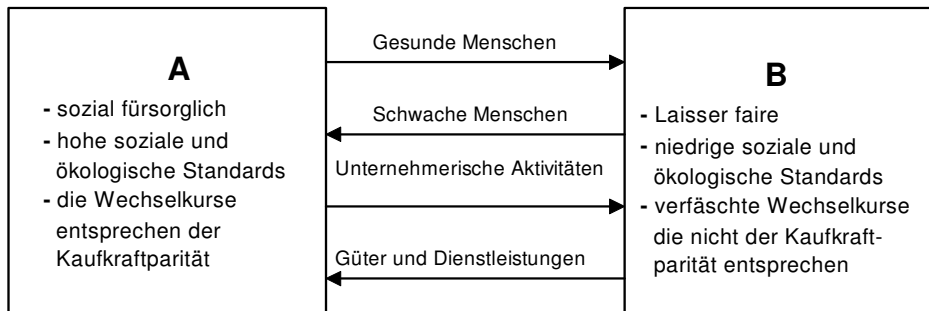 A
- sozial fürsorglich
- hohe soziale und
ökologische Standards
- die Wechselkurse
entsprechen der
Kaufkraftparität
Gesunde Menschen
Schwache Menschen
Unternehmerische Aktivitäten
Güter und Dienstleistungen
B
- Laisser faire
- niedrige soziale und
ökologische Standards
- verfäschte Wechselkurse
die nicht der Kaufkraft-
parität entsprechen